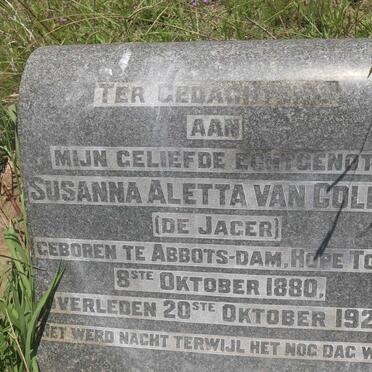 TER GEDACHTENIS
AAN
MIJN GELIEFDE ECHTGENOT
SUSANNA ALETTA VAN COL
(DE JAGER)
GEBOREN TE ABBOTS-DAM, HOPE TO
8STE OKTOBER 1880,
OVERLEDEN 20STE OKTOBER 192
HET WERD NACHT TERWIJL HET NOG DAG W